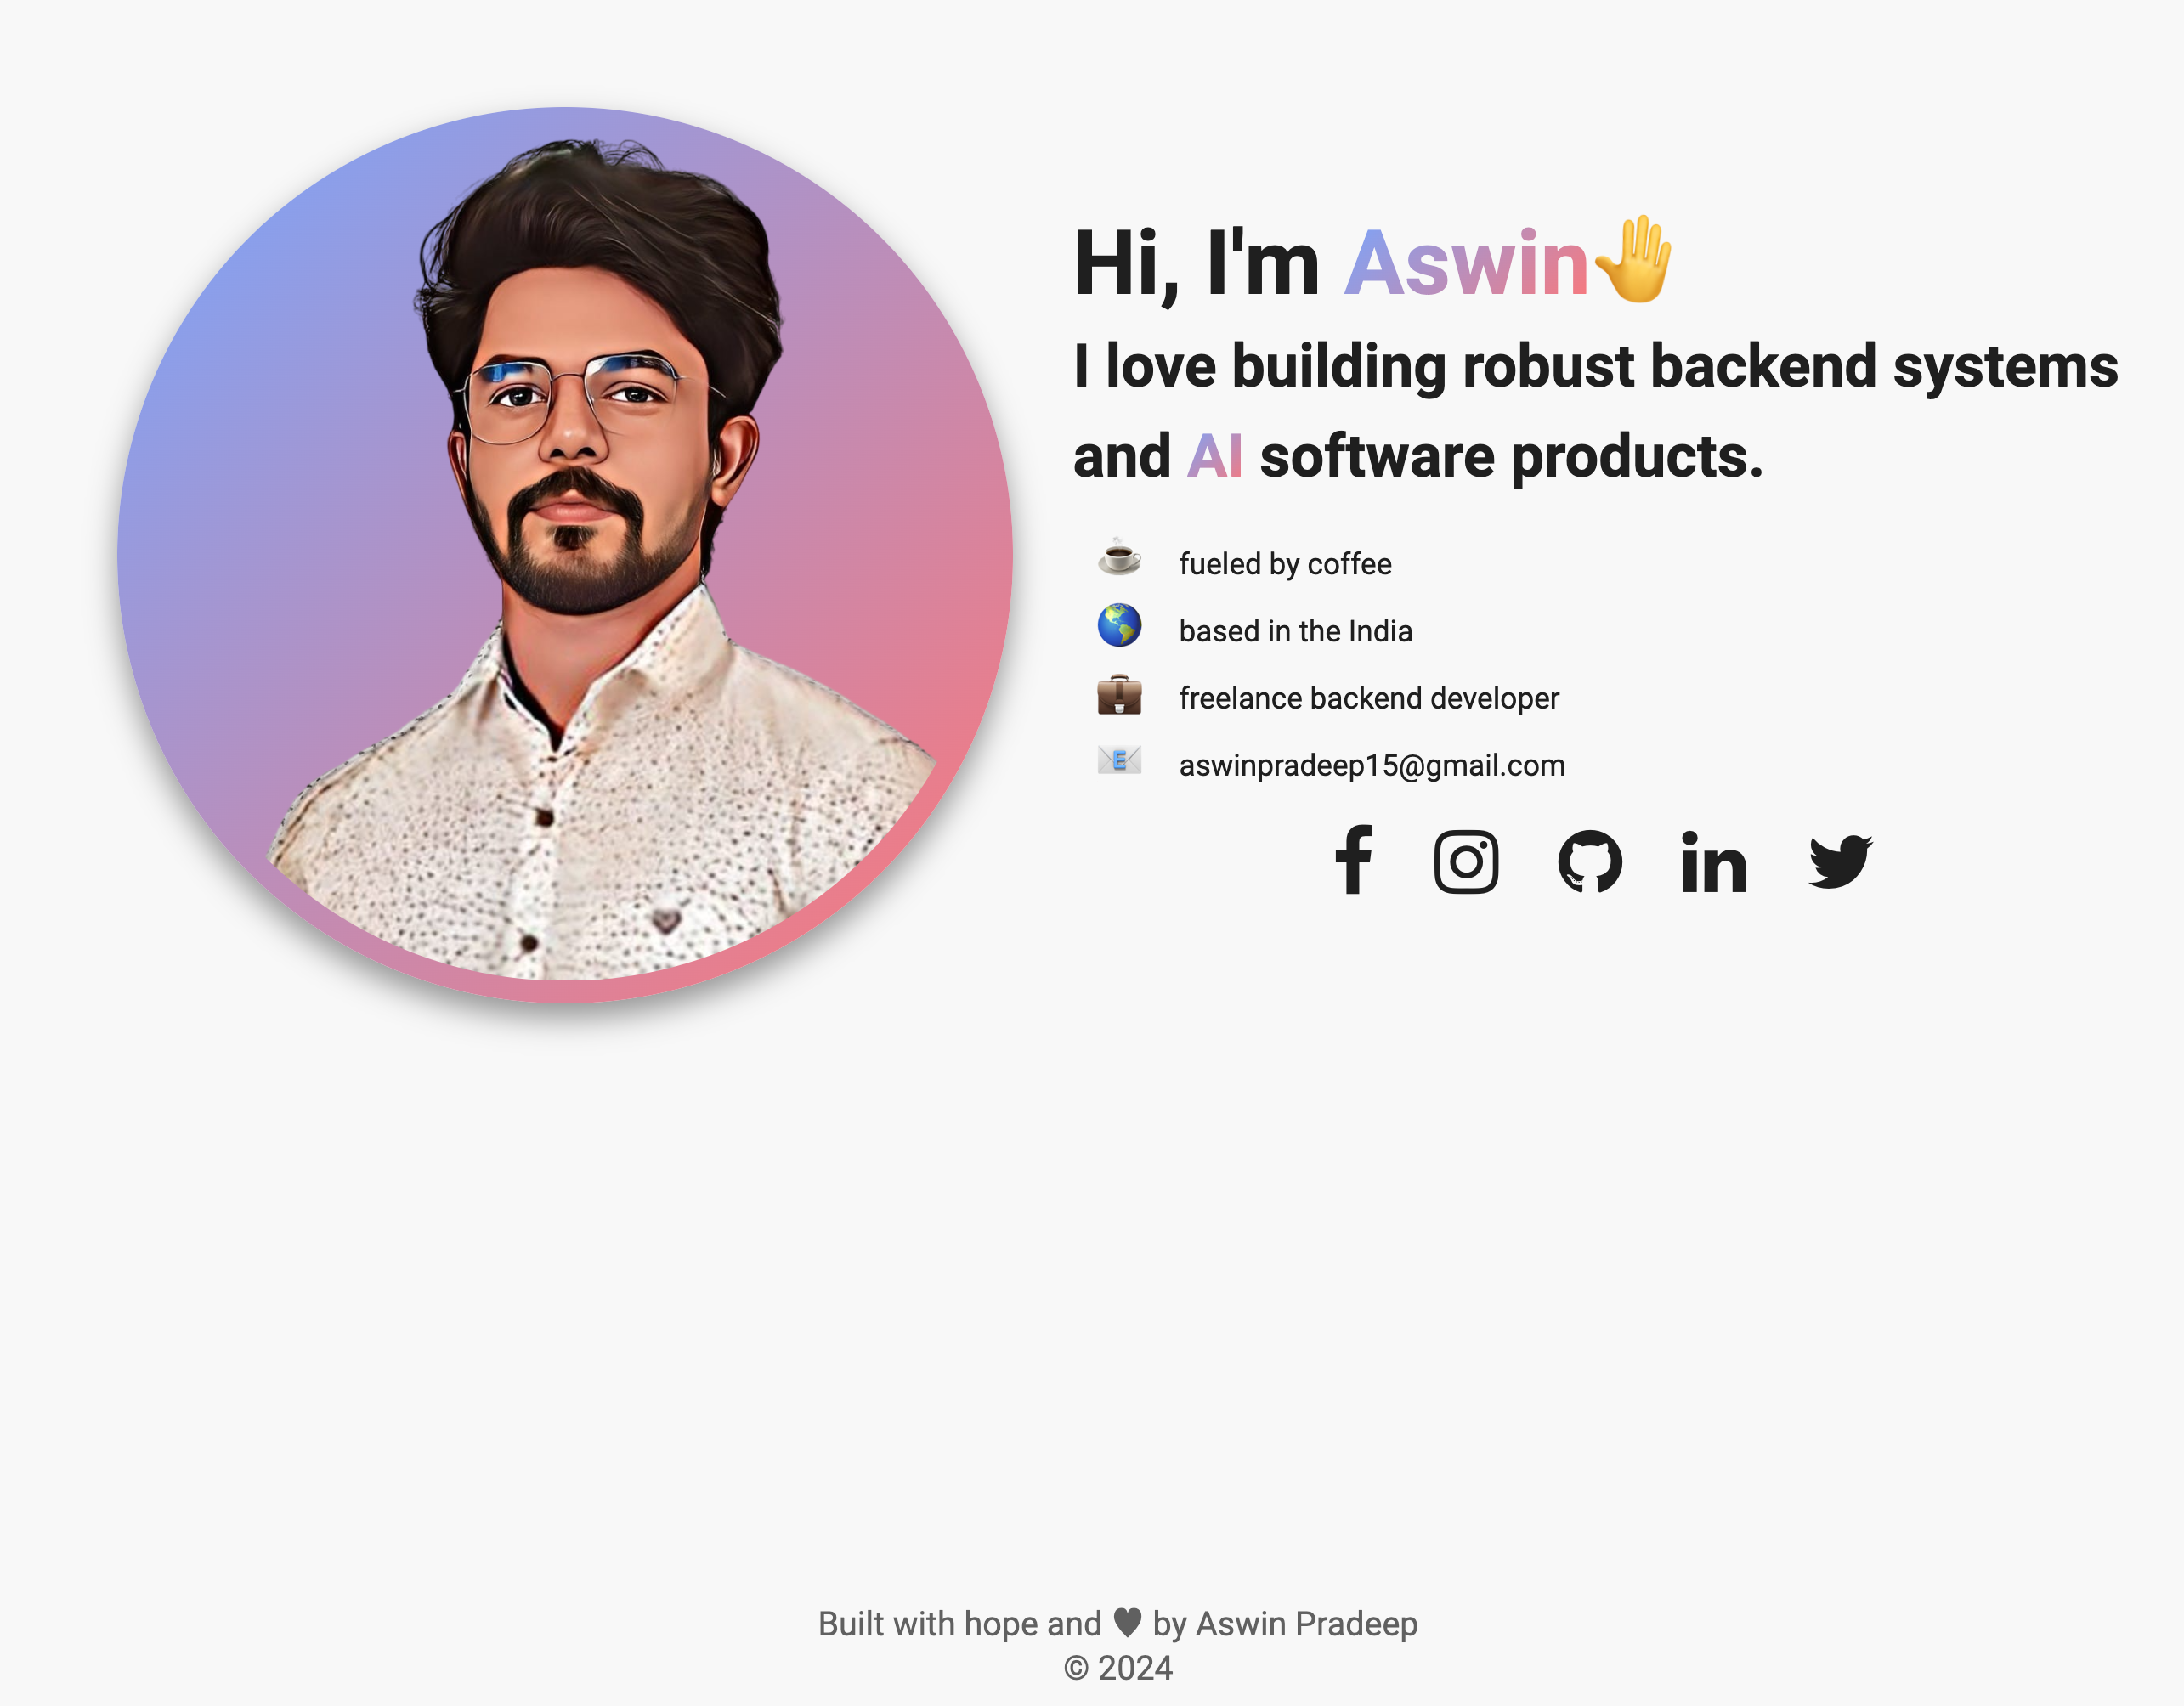 Hi, I'm Aswin🤚
I love building robust backend systems
and AI software products.
☕ fueled by coffee
🌎 based in the India
💼 freelance backend developer
📧 aswinpradeep15@gmail.com
Built with hope and ♥ by Aswin Pradeep
© 2024